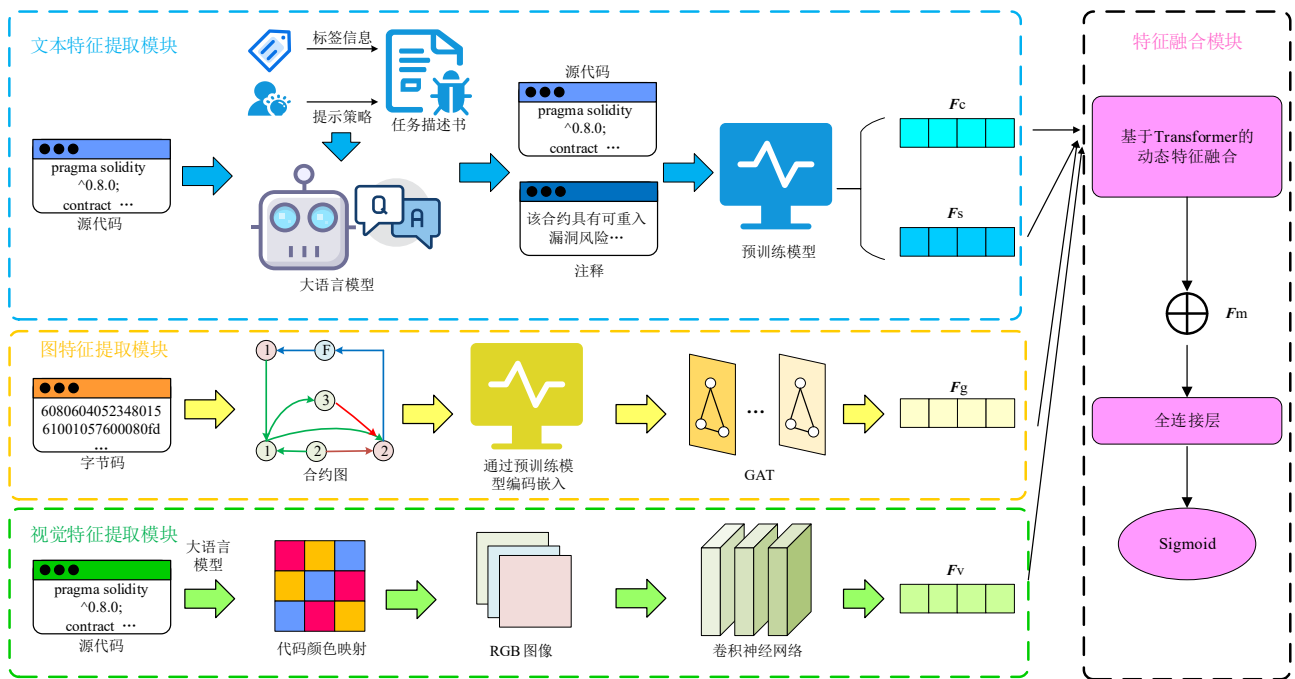 文本特征提取模块
标签信息
提示策略
任务描述书
pragma solidity
^0.8.0;
contract ···
源代码
Q
A
大语言模型
源代码
pragma solidity
^0.8.0;
contract ···
该合约具有可重入
漏洞风险···
注释
预训练模型
Fc
Fs
图特征提取模块
6080604052348015
61001057600080fd
...
字节码
1
F
3
1
2
2
合约图
通过预训练模
型编码嵌入
...
GAT
Fg
视觉特征提取模块
pragma solidity
^0.8.0;
contract ···
源代码
大语言
模型
代码颜色映射
RGB 图像
卷积神经网络
Fv
特征融合模块
基于Transformer的
动态特征融合
Fm
全连接层
Sigmoid